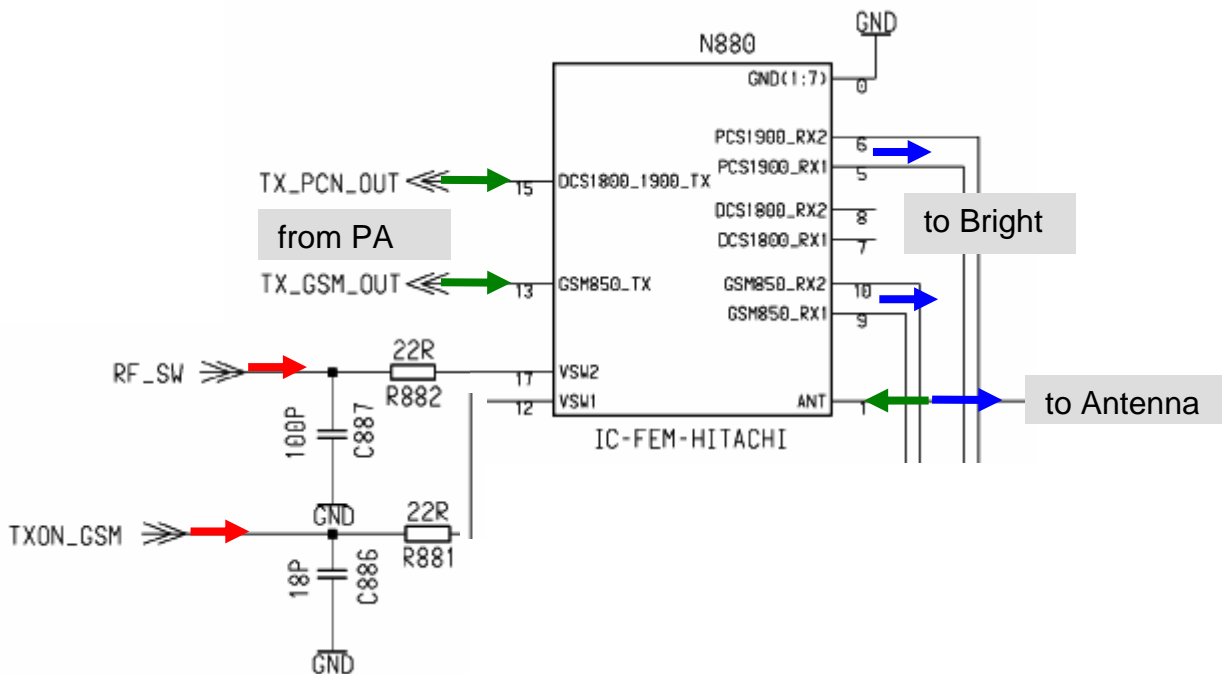 GND
N880
GND(1:7)
0
PCS1900_RX2
6
PCS1900_RX1
5
TX_PCN_OUT
15
DCS1800_1900_TX
DCS1800_RX2
8
to Bright
from PA
DCS1800_RX1
7
TX_GSM_OUT
13
GSM850_TX
GSM850_RX2
10
GSM850_RX1
9
RF_SW
22R
R882
17
VSW2
12
VSW1
ANT
1
to Antenna
100P
C887
IC-FEM-HITACHI
GND
TXON_GSM
22R
R881
18P
C886
GND